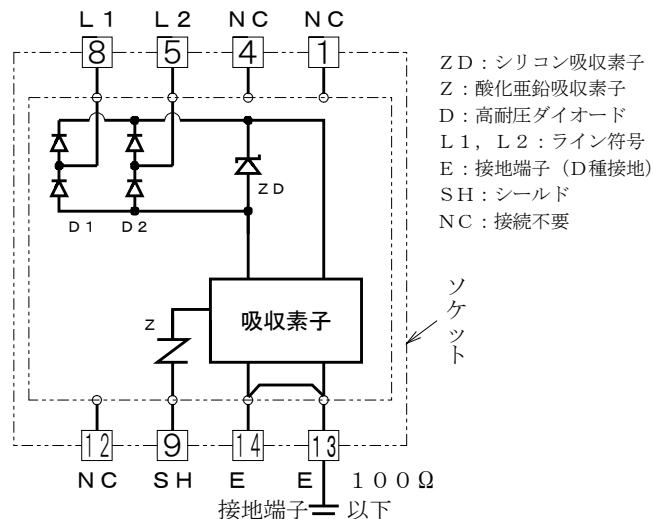 L1 L2 NC NC
8 5 4 1
ZD:シリコン吸収素子
Z:酸化亜鉛吸収素子
D:高耐圧ダイオード
L1,L2:ライン符号
E:接地端子(D種接地)
SH:シールド
NC:接続不要
ZD
D1 D2
吸収素子
Z
ソケット
12 9 14 13
NC SH E E 100Ω
接地端子 以下